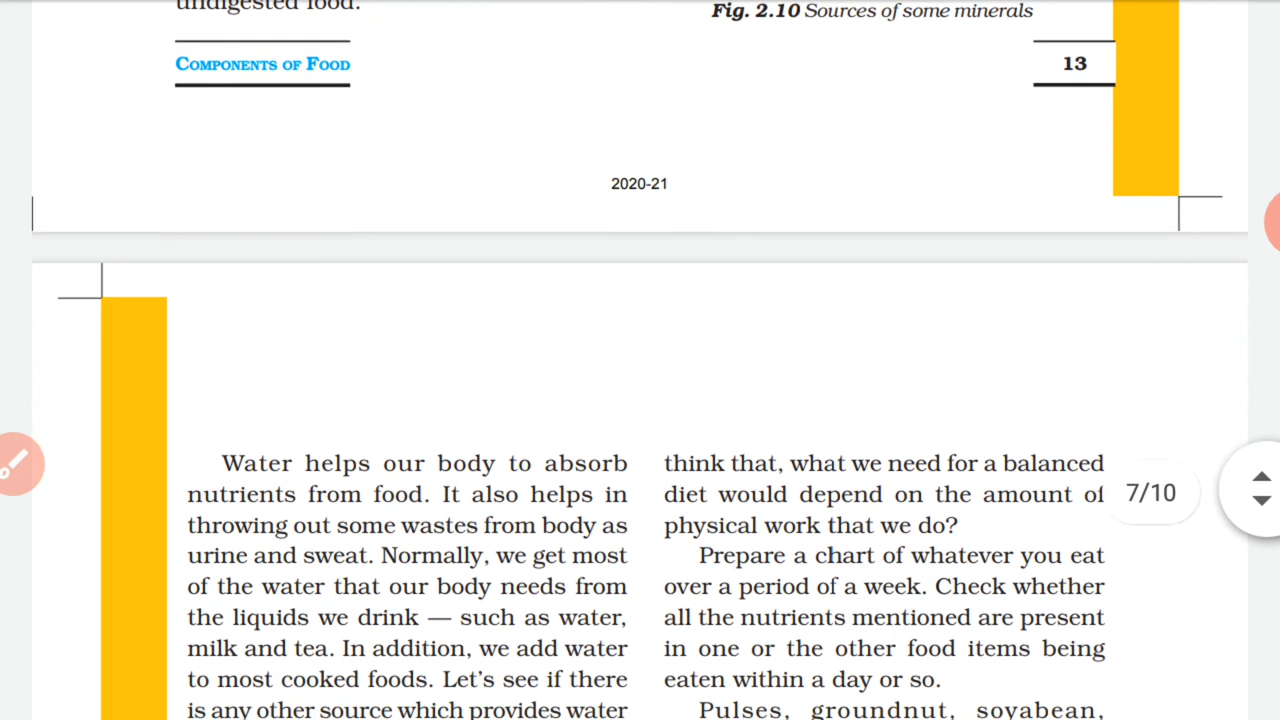 undigested food.
Fig. 2.10 Sources of some minerals
COMPONENTS OF FOOD
13
2020-21
Water helps our body to absorb
nutrients from food. It also helps in
throwing out some wastes from body as
urine and sweat. Normally, we get most
of the water that our body needs from
the liquids we drink — such as water,
milk and tea. In addition, we add water
to most cooked foods. Let's see if there
is any other source which provides water
think that, what we need for a balanced
diet would depend on the amount of
physical work that we do?
Prepare a chart of whatever you eat
over a period of a week. Check whether
all the nutrients mentioned are present
in one or the other food items being
eaten within a day or so.
Pulses, groundnut, soyabean,
7/10